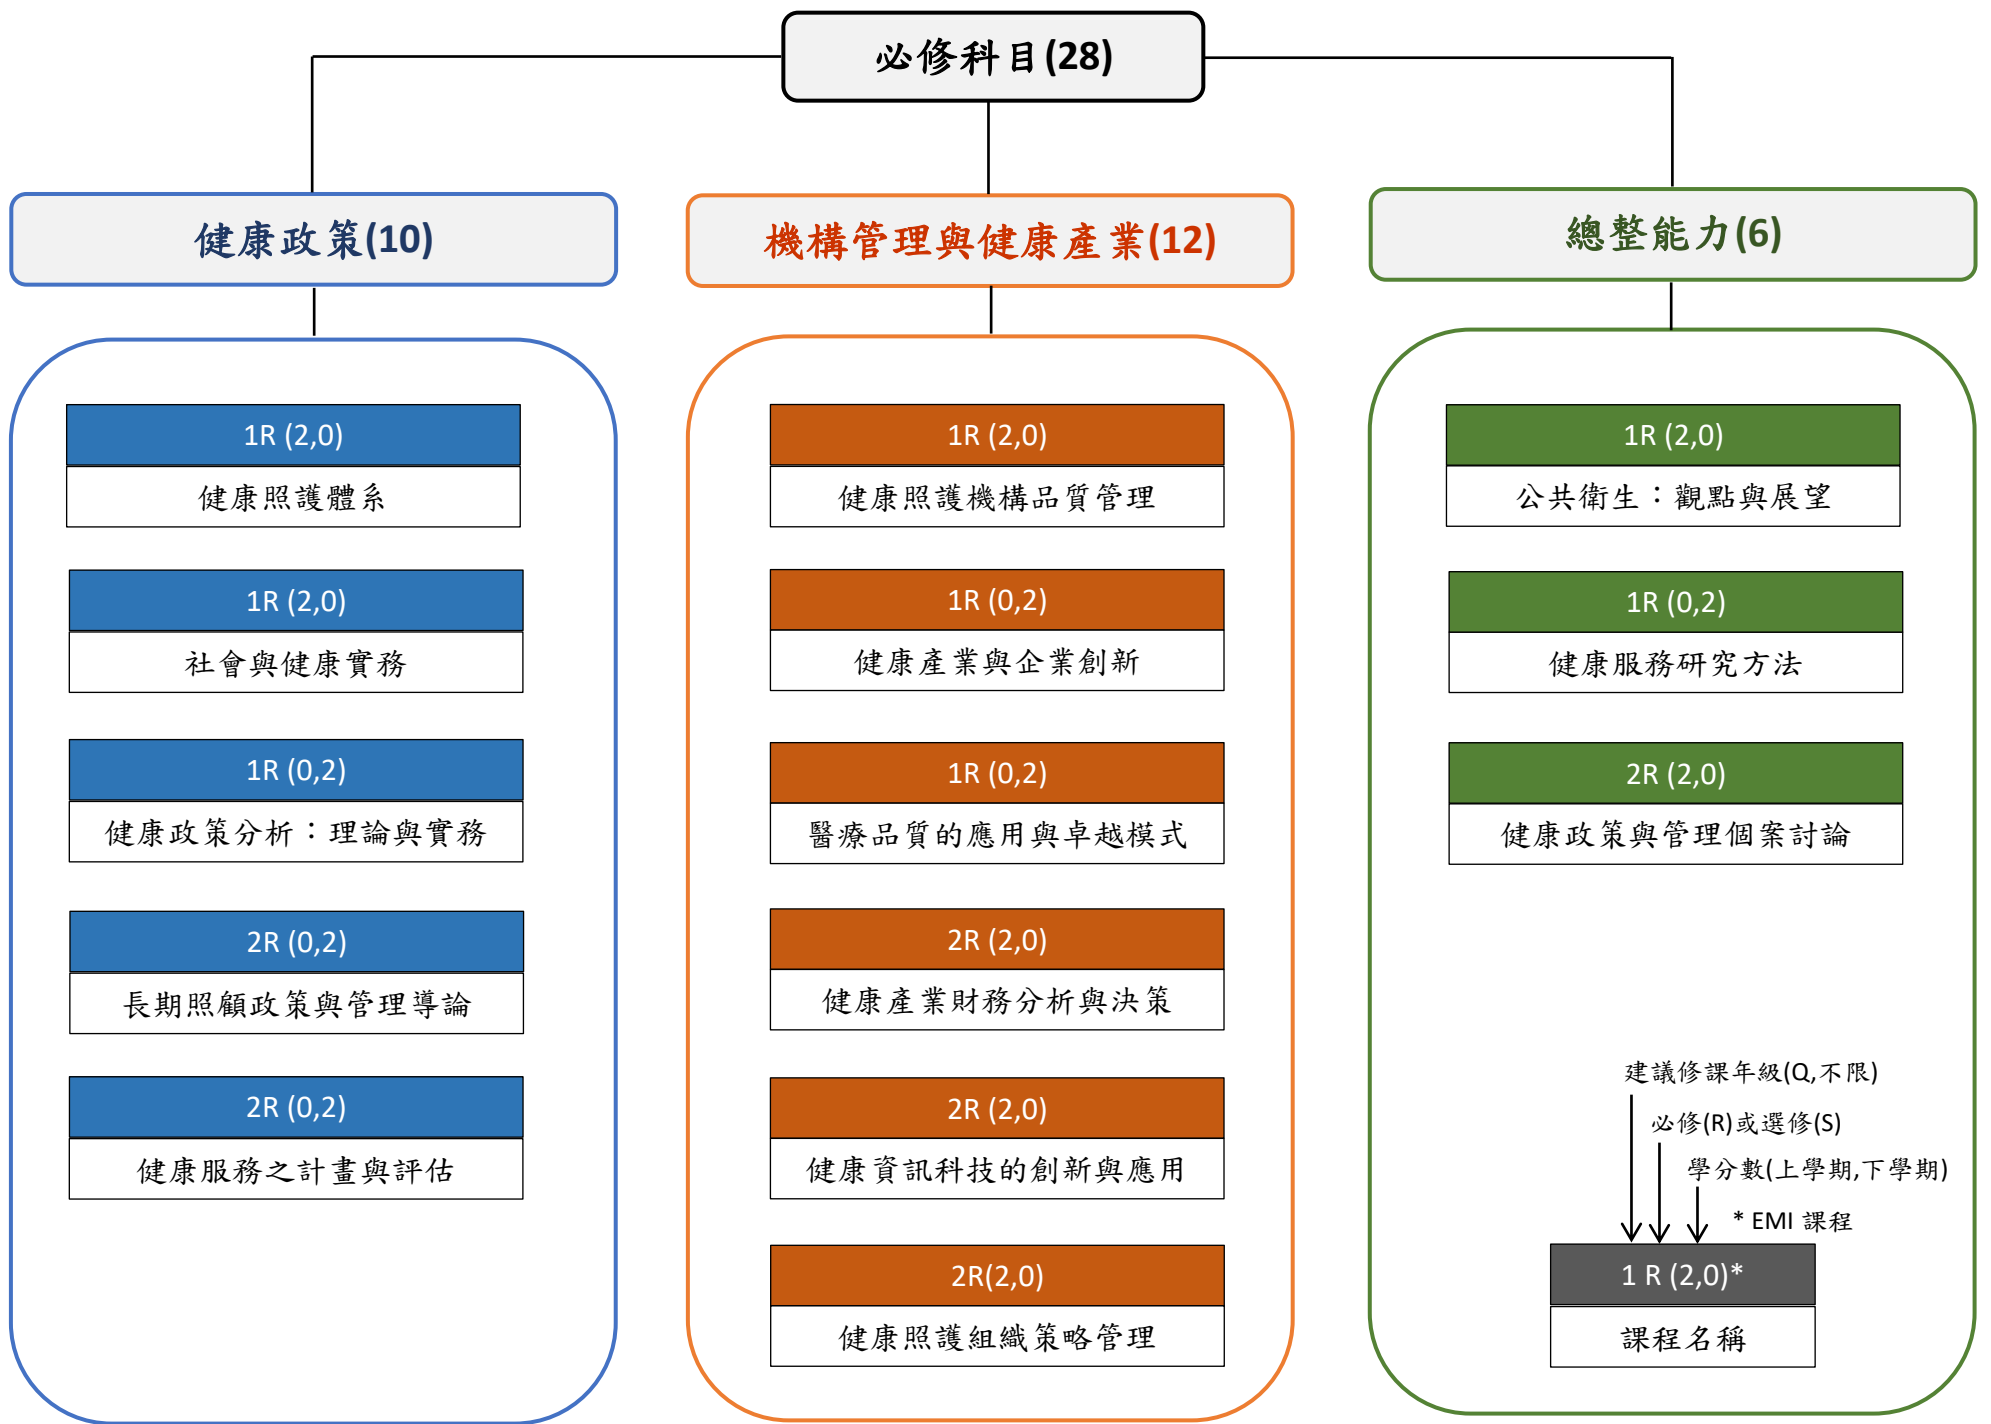 必修科目(28)
健康政策(10)
1R (2,0)
健康照護體系
1R (2,0)
社會與健康實務
1R (0,2)
健康政策分析：理論與實務
2R (0,2)
長期照顧政策與管理導論
2R (0,2)
健康服務之計畫與評估
機構管理與健康產業(12)
1R (2,0)
健康照護機構品質管理
1R (0,2)
健康產業與企業創新
1R (0,2)
醫療品質的應用與卓越模式
2R (2,0)
健康產業財務分析與決策
2R (2,0)
健康資訊科技的創新與應用
2R(2,0)
健康照護組織策略管理
總整能力(6)
1R (2,0)
公共衛生：觀點與展望
1R (0,2)
健康服務研究方法
2R (2,0)
健康政策與管理個案討論
建議修課年級(Q,不限)
必修(R)或選修(S)
學分數(上學期,下學期)
* EMI 課程
1 R (2,0)*
課程名稱